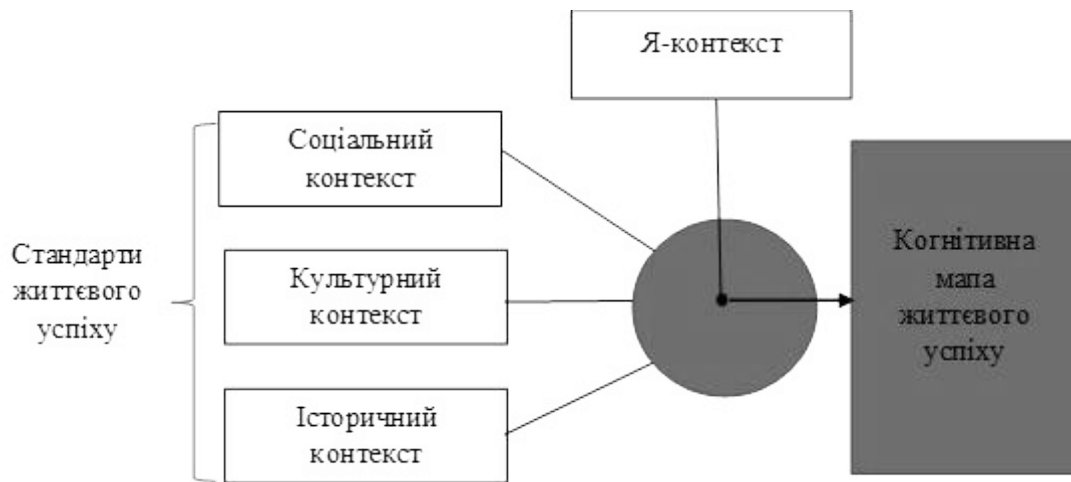 Я-контекст
Соціальний
контекст
Стандарти
життєвого
успіху
Культурний
контекст
Історичний
контекст
Когнітивна
мапа
життєвого
успіху